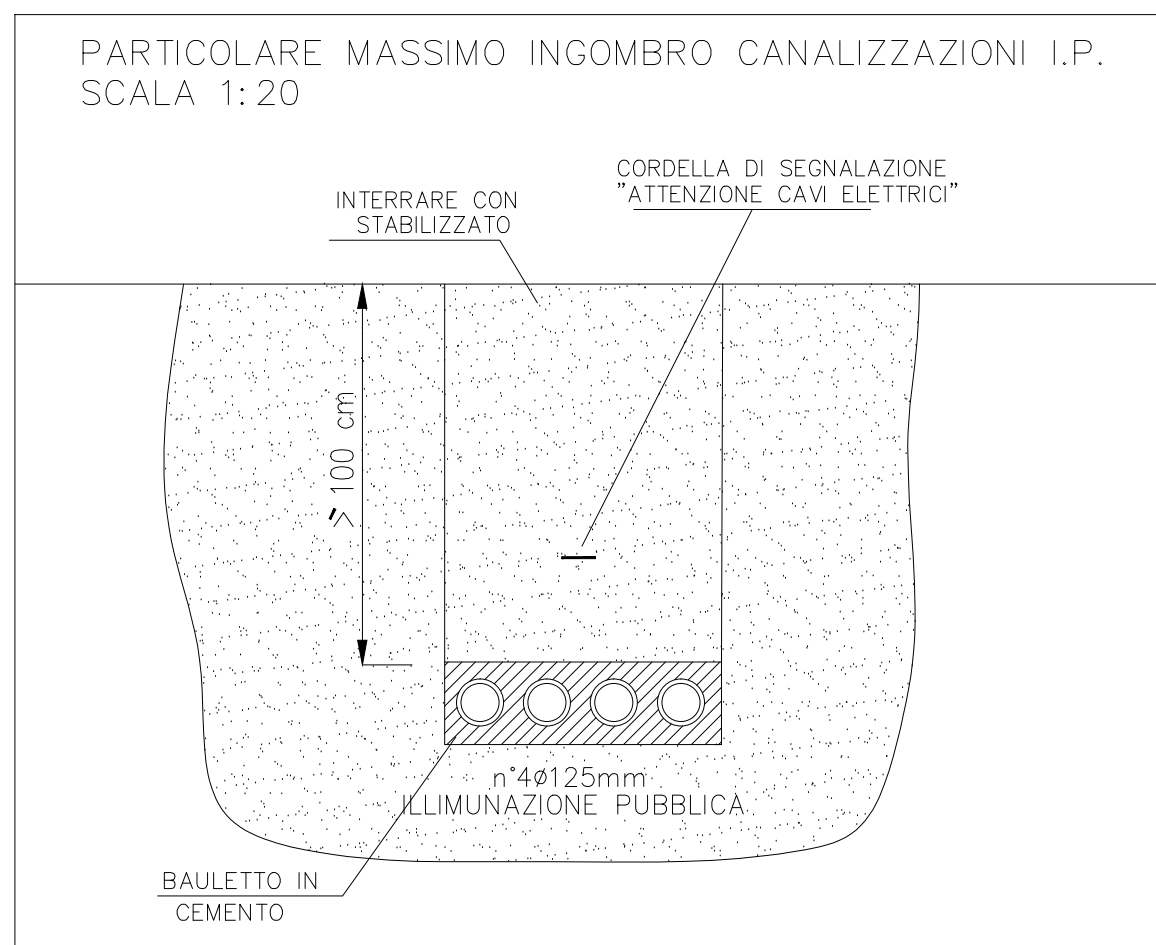 PARTICOLARE MASSIMO INGOMBRO CANALIZZAZIONI I.P.
SCALA 1:20
CORDELLA DI SEGNALAZIONE
"ATTENZIONE CAVI ELETTRICI"
INTERRARE CON
STABILIZZATO
> 100 cm
n°4ø125mm
ILLIMUNAZIONE PUBBLICA
BAULETTO IN
CEMENTO